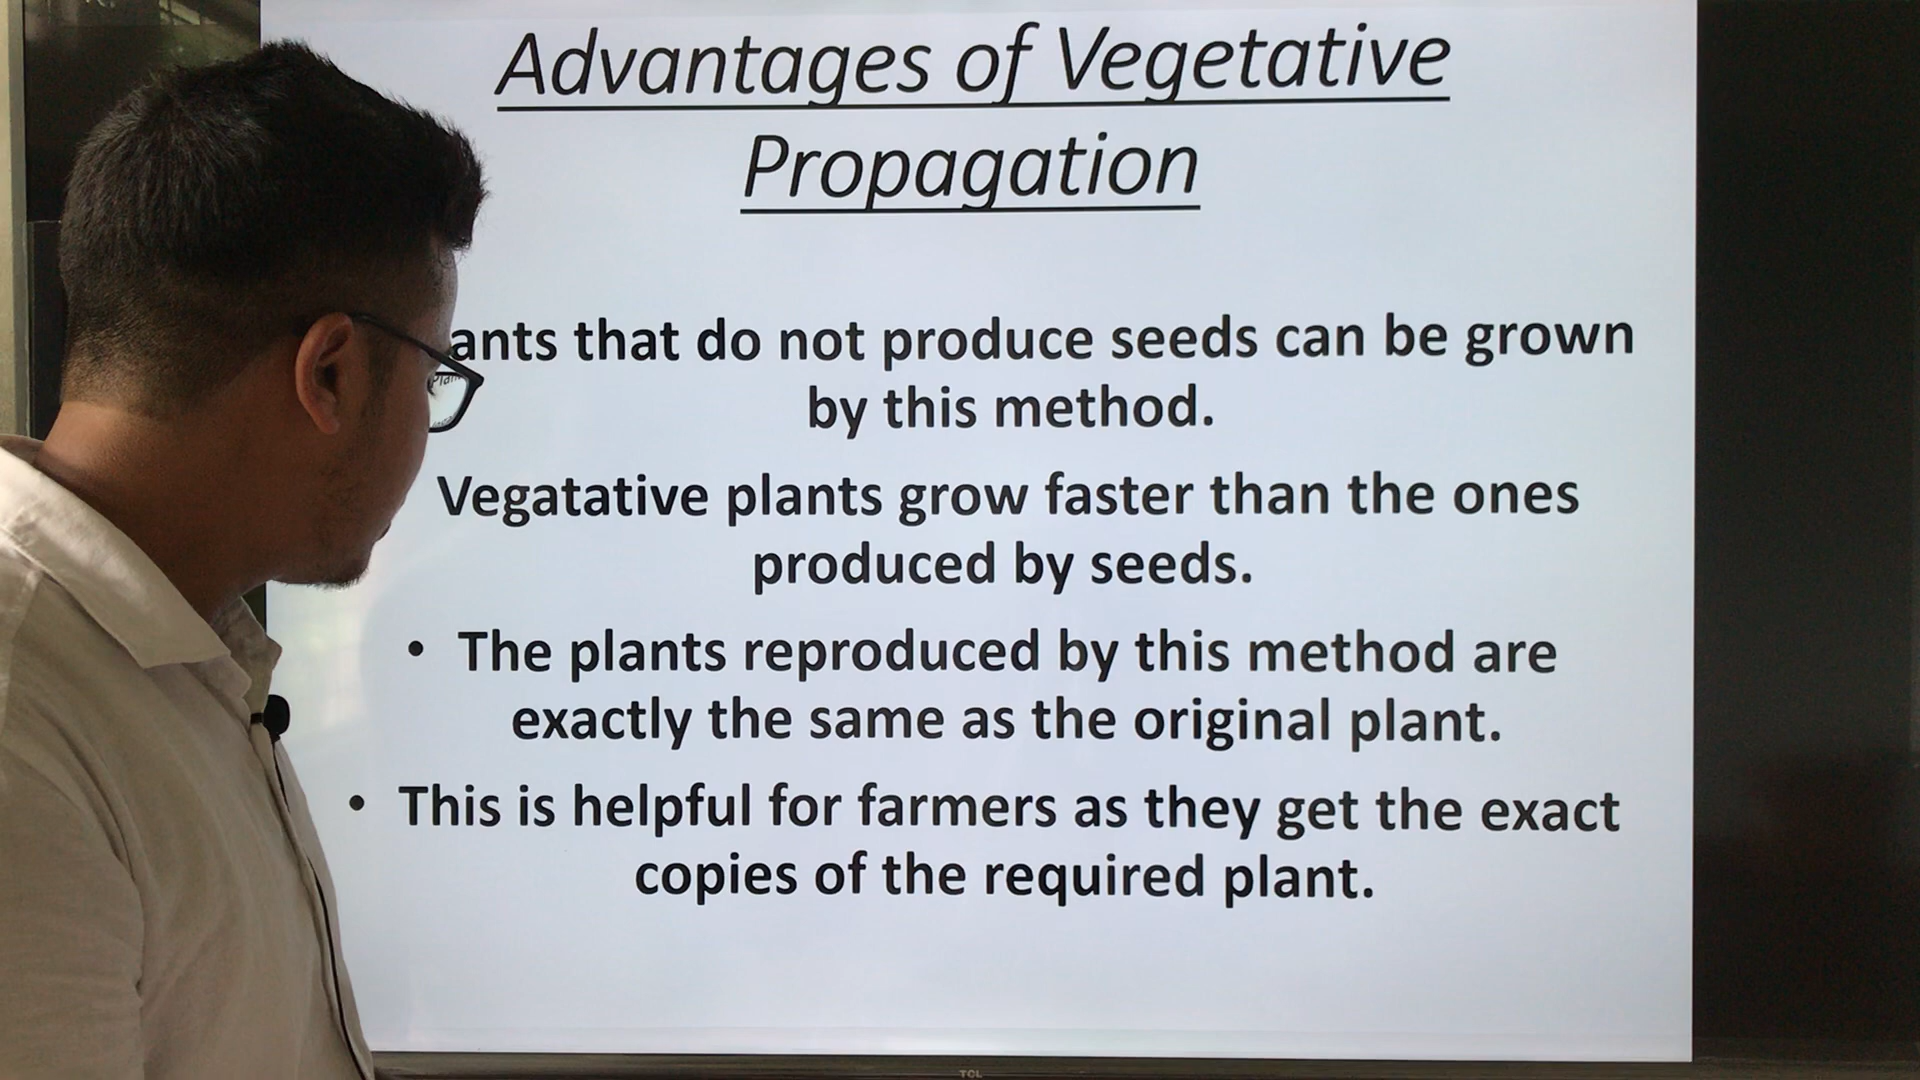 Advantages of Vegetative
Propagation
ants that do not produce seeds can be grown
by this method.
Vegatative plants grow faster than the ones
produced by seeds.
• The plants reproduced by this method are
exactly the same as the original plant.
• This is helpful for farmers as they get the exact
copies of the required plant.
TCL